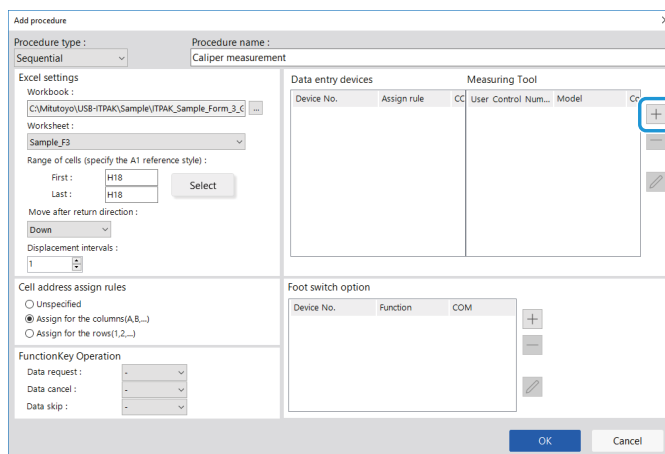 Add procedure
Procedure type :
Procedure name :
Sequential
Caliper measurement
Excel settings
Workbook :
C:\Mitutoyo\USB-ITPAK\Sample\ITPAK_Sample_Form_3_
...
Worksheet :
Sample_F3
Range of cells (specify the A1 reference style) :
First :
H18
Last :
H18
Select
Move after return direction :
Down
Displacement intervals :
1
Data entry devices
Measuring Tool
Device No.
Assign rule
CC
User Control Num...
Model
Co
Cell address assign rules
Unspecified
Assign for the columns(A,B,...)
Assign for the rows(1,2,...)
FunctionKey Operation
Data request :
-
Data cancel :
-
Data skip :
-
Foot switch option
Device No.
Function
COM
OK
Cancel